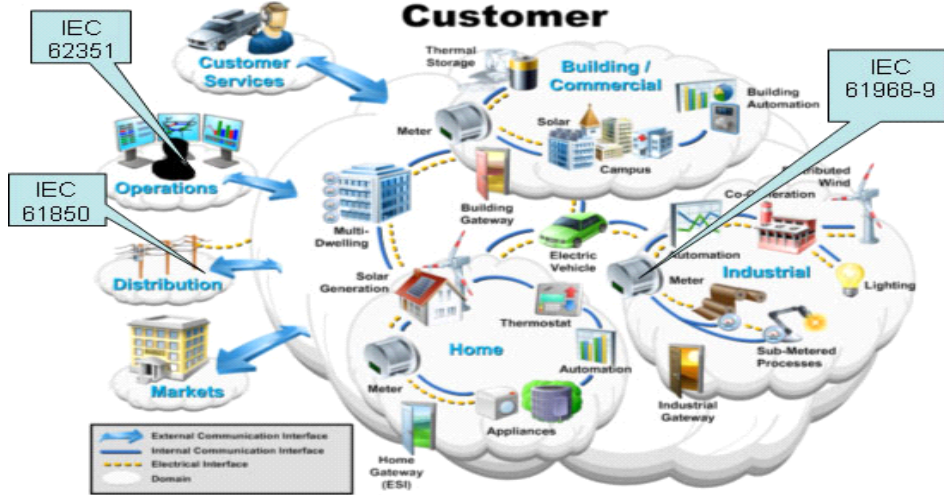 Customer
IEC
62351
Customer
Services
Thermal
Storage
Building /
Commercial
IEC
61968-9
Building
Automation
Meter
Solar
Campus
Operations
IEC
61850
Building
Gateway
Multi-
Dwelling
Electric
Vehicle
Co-Generation
Wind
Automation
Meter
Industrial
Lighting
Distribution
Solar
Generation
Thermostat
Home
Automation
Sub-Metered
Processes
Markets
Meter
Appliances
Industrial
Gateway
Home
Gateway
(ESI)
External Communication Interface
Internal Communication Interface
Electrical Interface
Domain